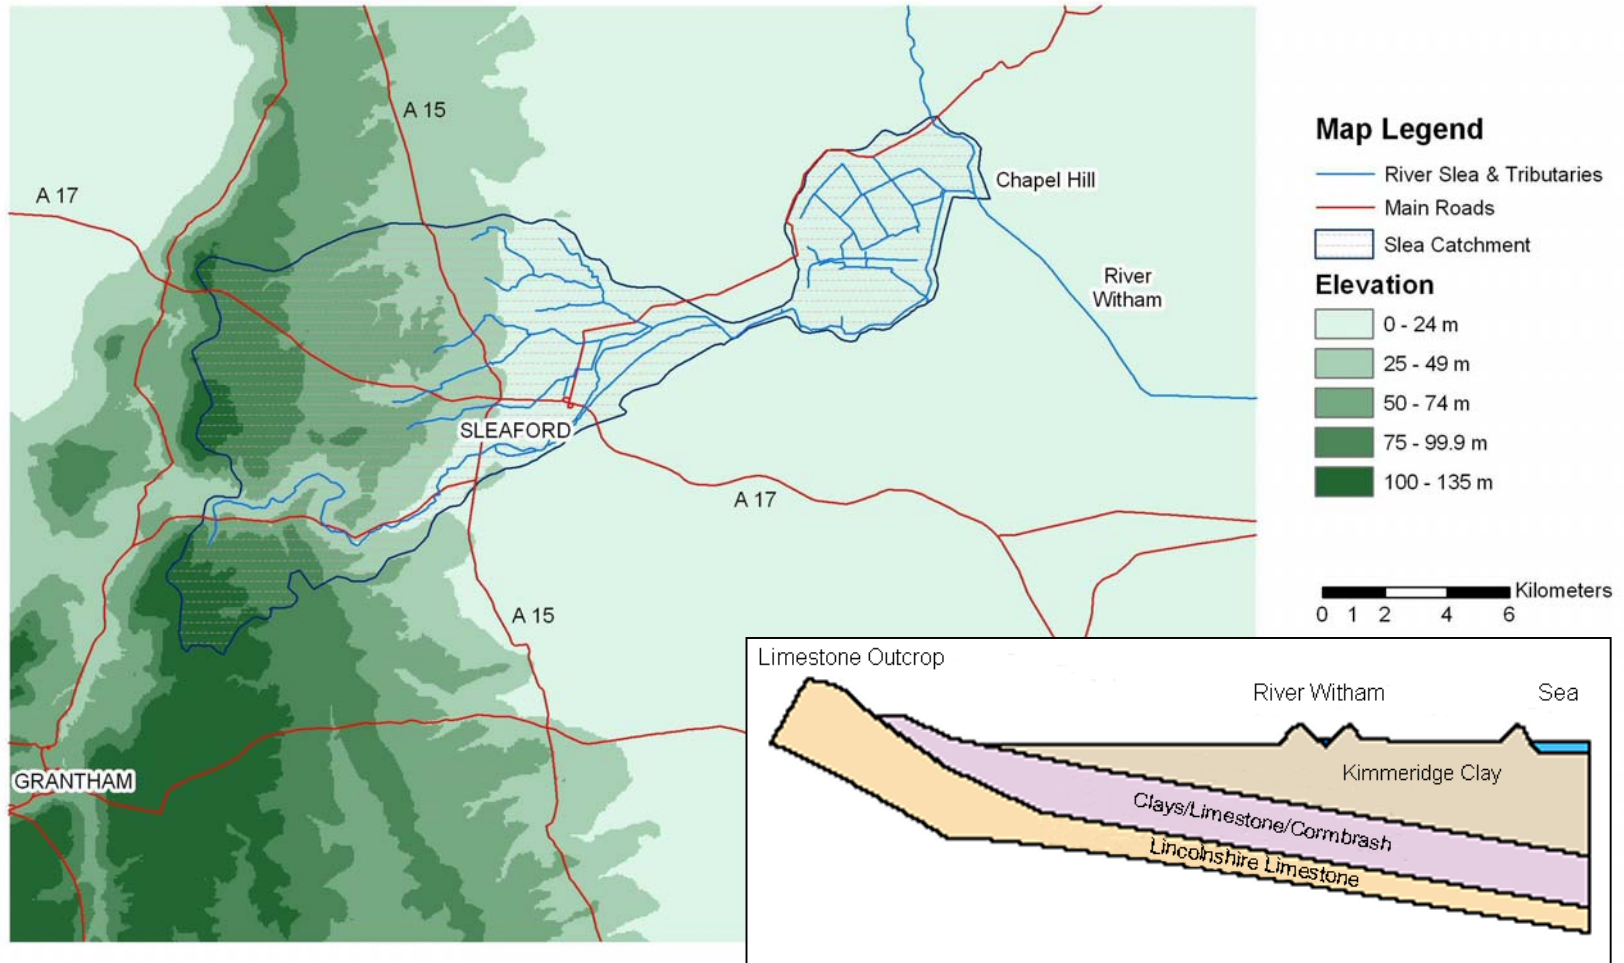 A 15
A 17
Chapel Hill
River
Witham
SLEAFORD
A 17
A 15
GRANTHAM
Map Legend
River Slea & Tributaries
Main Roads
Slea Catchment
Elevation
0 - 24 m
25 - 49 m
50 - 74 m
75 - 99.9 m
100 - 135 m
Kilometers
0 1 2 4 6
Limestone Outcrop
River Witham
Sea
Kimmeridge Clay
Clays/Limestone/Cormbrash
Lincolnshire Limestone